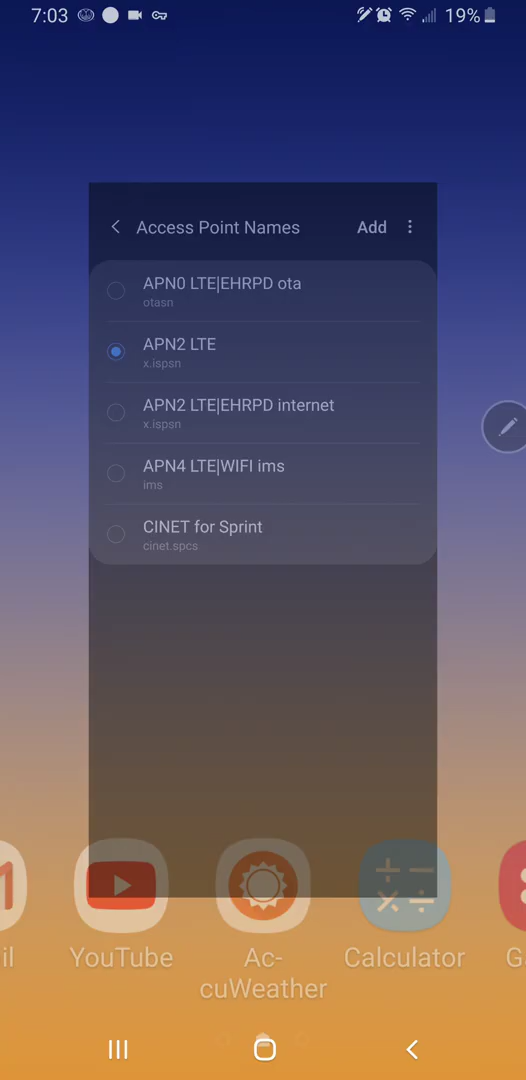 7:03 19%
Access Point Names Add
APN0 LTE|EHRPD ota
otasn
APN2 LTE
x.ispsn
APN2 LTE|EHRPD internet
x.ispsn
APN4 LTE|WIFI ims
ims
CINET for Sprint
cinet.spcs
il YouTube Ac- Calculator G
cuWeather